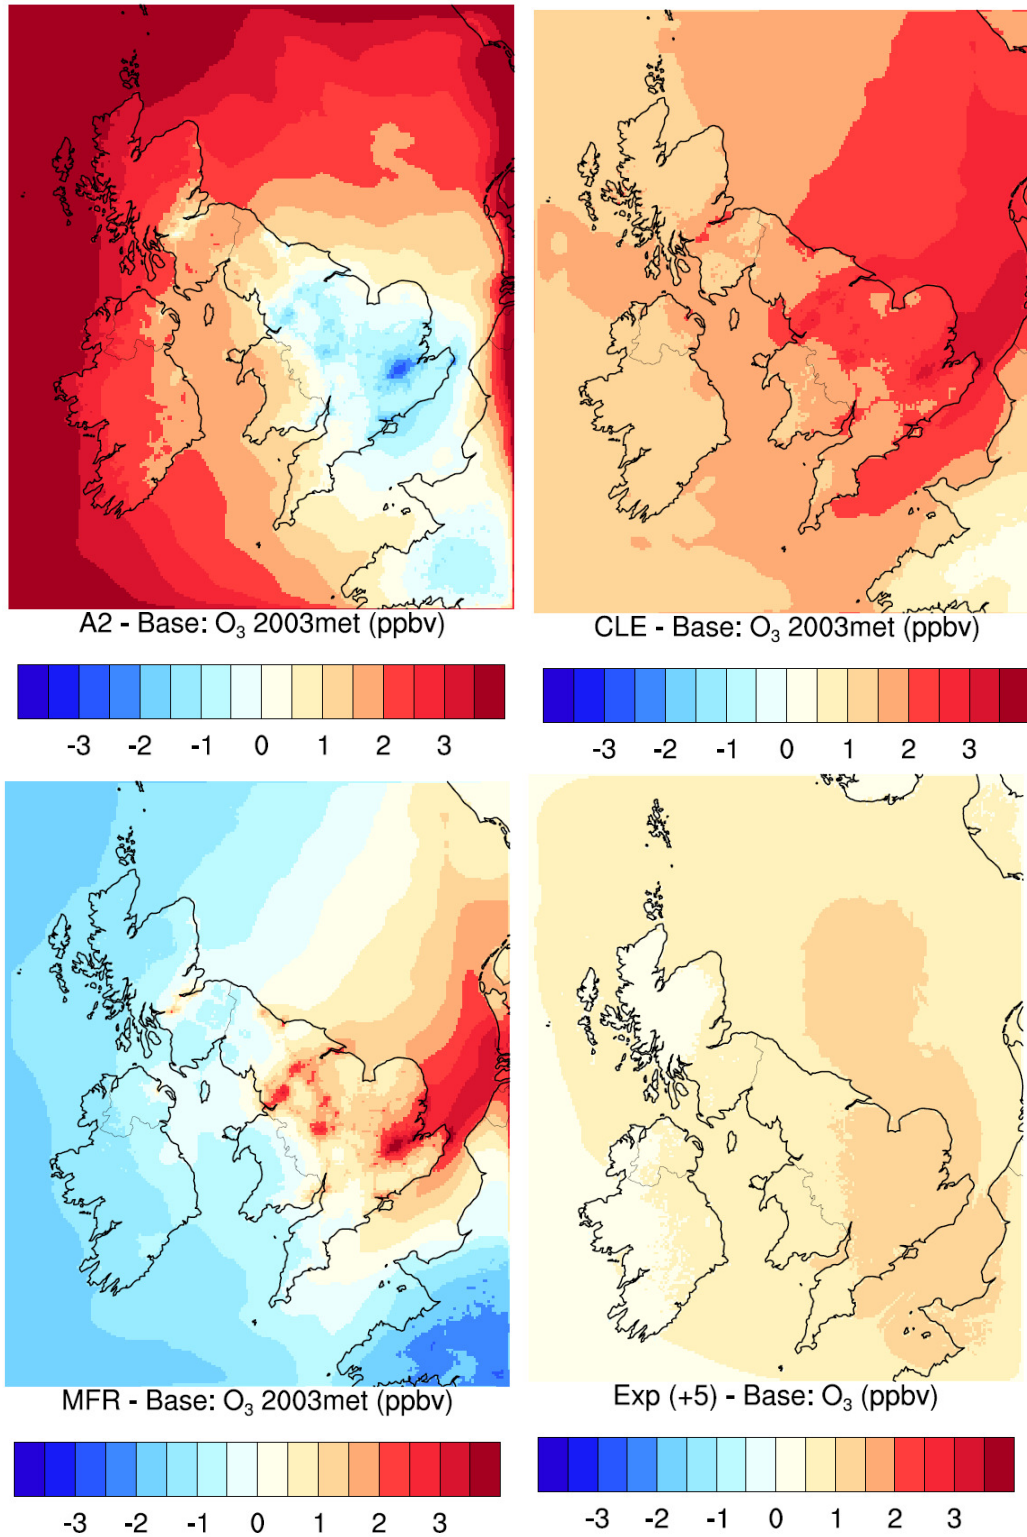 A2 - Base: O₃ 2003met (ppbv)
-3 -2 -1 0 1 2 3
CLE - Base: O₃ 2003met (ppbv)
-3 -2 -1 0 1 2 3
MFR - Base: O₃ 2003met (ppbv)
-3 -2 -1 0 1 2 3
Exp (+5) - Base: O₃ (ppbv)
-3 -2 -1 0 1 2 3